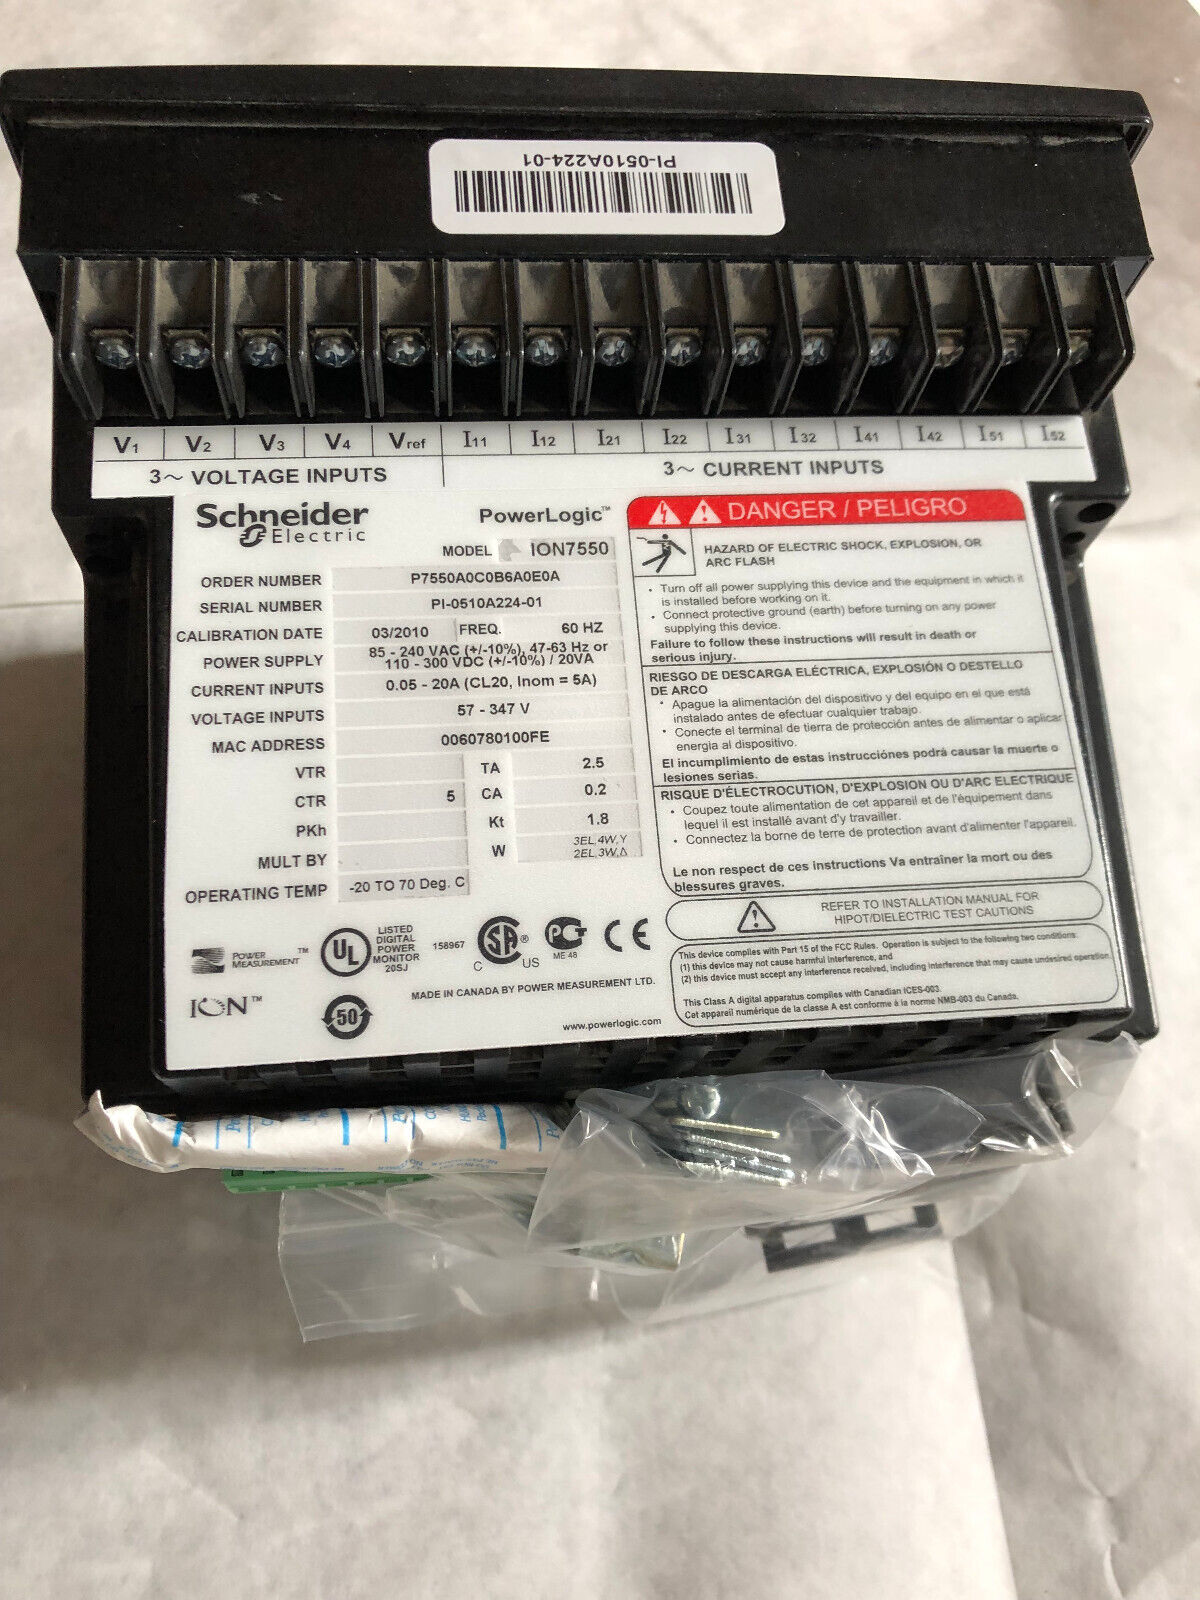 PI-0510A224-01
V1 V2 V3 V4 Vref I11 I12 I21 I22 I31 I32 I41 I42 I51 I52
3~ VOLTAGE INPUTS
3~ CURRENT INPUTS
Schneider
Electric
PowerLogic™
MODEL ION7550
ORDER NUMBER P7550A0C0B6A0E0A
SERIAL NUMBER PI-0510A224-01
CALIBRATION DATE 03/2010 FREQ. 60 HZ
POWER SUPPLY 85 - 240 VAC (+/-10%), 47-63 Hz or
110 - 300 VDC (+/-10%) / 20VA
CURRENT INPUTS 0.05 - 20A (CL20, Inom = 5A)
VOLTAGE INPUTS 57 - 347 V
MAC ADDRESS 0060780100FE
VTR TA 2.5
CTR 5 CA 0.2
PKh Kt 1.8
MULT BY W 3EL,4W,Y
2EL,3W,Δ
OPERATING TEMP -20 TO 70 Deg. C
POWER
MEASUREMENT™
UL
LISTED
DIGITAL
POWER
MONITOR
20SJ
158967
C SA® US
РСТ
ME 48
CE
ION™
50
MADE IN CANADA BY POWER MEASUREMENT LTD.
www.powerlogic.com
DANGER / PELIGRO
HAZARD OF ELECTRIC SHOCK, EXPLOSION, OR
ARC FLASH
• Turn off all power supplying this device and the equipment in which it
is installed before working on it.
• Connect protective ground (earth) before turning on any power
supplying this device.
Failure to follow these instructions will result in death or
serious injury.
RIESGO DE DESCARGA ELÉCTRICA, EXPLOSIÓN O DESTELLO
DE ARCO
• Apague la alimentación del dispositivo y del equipo en el que está
instalado antes de efectuar cualquier trabajo.
• Conecte el terminal de tierra de protección antes de alimentar o aplicar
energia al dispositivo.
El incumplimiento de estas instrucciónes podrá causar la muerte o
lesiones serias.
RISQUE D'ÉLECTROCUTION, D'EXPLOSION OU D'ARC ELECTRIQUE
• Coupez toute alimentation de cet appareil et de l'équipement dans
lequel il est installé avant d'y travailler.
• Connectez la borne de terre de protection avant d'alimenter l'appareil.
Le non respect de ces instructions Va entraîner la mort ou des
blessures graves.
REFER TO INSTALLATION MANUAL FOR
HIPOT/DIELECTRIC TEST CAUTIONS
This device complies with Part 15 of the FCC Rules. Operation is subject to the following two conditions:
(1) this device may not cause harmful interference, and
(2) this device must accept any interference received, including interference that may cause undesired operation
This Class A digital apparatus complies with Canadian ICES-003.
Cet appareil numérique de la classe A est conforme à la norme NMB-003 du Canada.